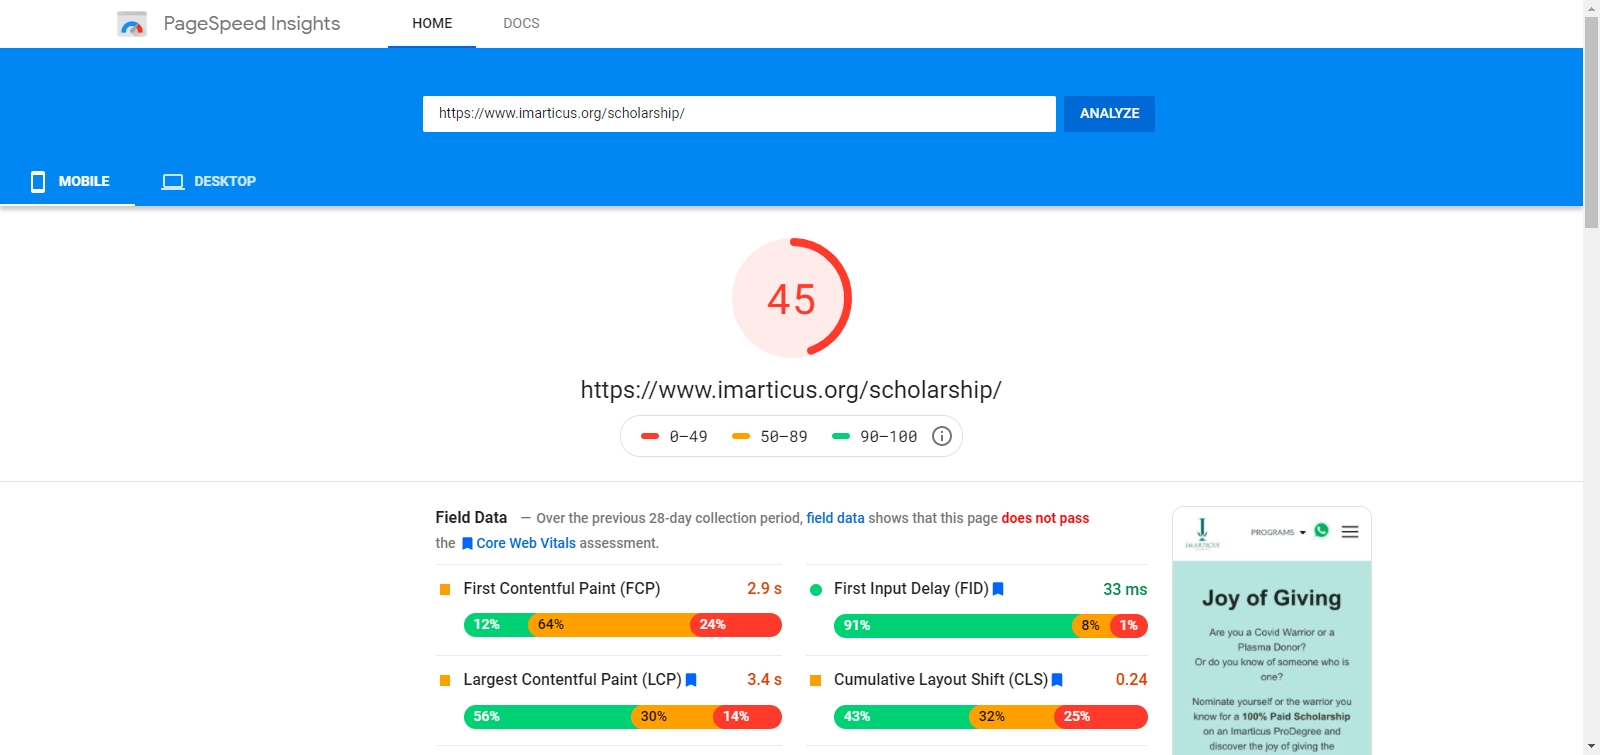 PageSpeed Insights
HOME
DOCS
https://www.imarticus.org/scholarship/
ANALYZE
MOBILE
DESKTOP
45
https://www.imarticus.org/scholarship/
0–49
50–89
90–100
Field Data — Over the previous 28-day collection period, field data shows that this page does not pass
the Core Web Vitals assessment.
First Contentful Paint (FCP) 2.9 s
12% 64% 24%
First Input Delay (FID) 33 ms
91% 8% 1%
Largest Contentful Paint (LCP) 3.4 s
56% 30% 14%
Cumulative Layout Shift (CLS) 0.24
43% 32% 25%
IMARTICUS
PROGRAMS
Joy of Giving
Are you a Covid Warrior or a
Plasma Donor?
Or do you know of someone who is
one?
Nominate yourself or the warrior you
know for a 100% Paid Scholarship
on an Imarticus ProDegree and
discover the joy of giving the